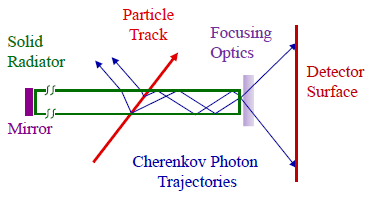 Particle
Track
Solid
Radiator
Focusing
Optics
Detector
Surface
Mirror
Cherenkov Photon
Trajectories